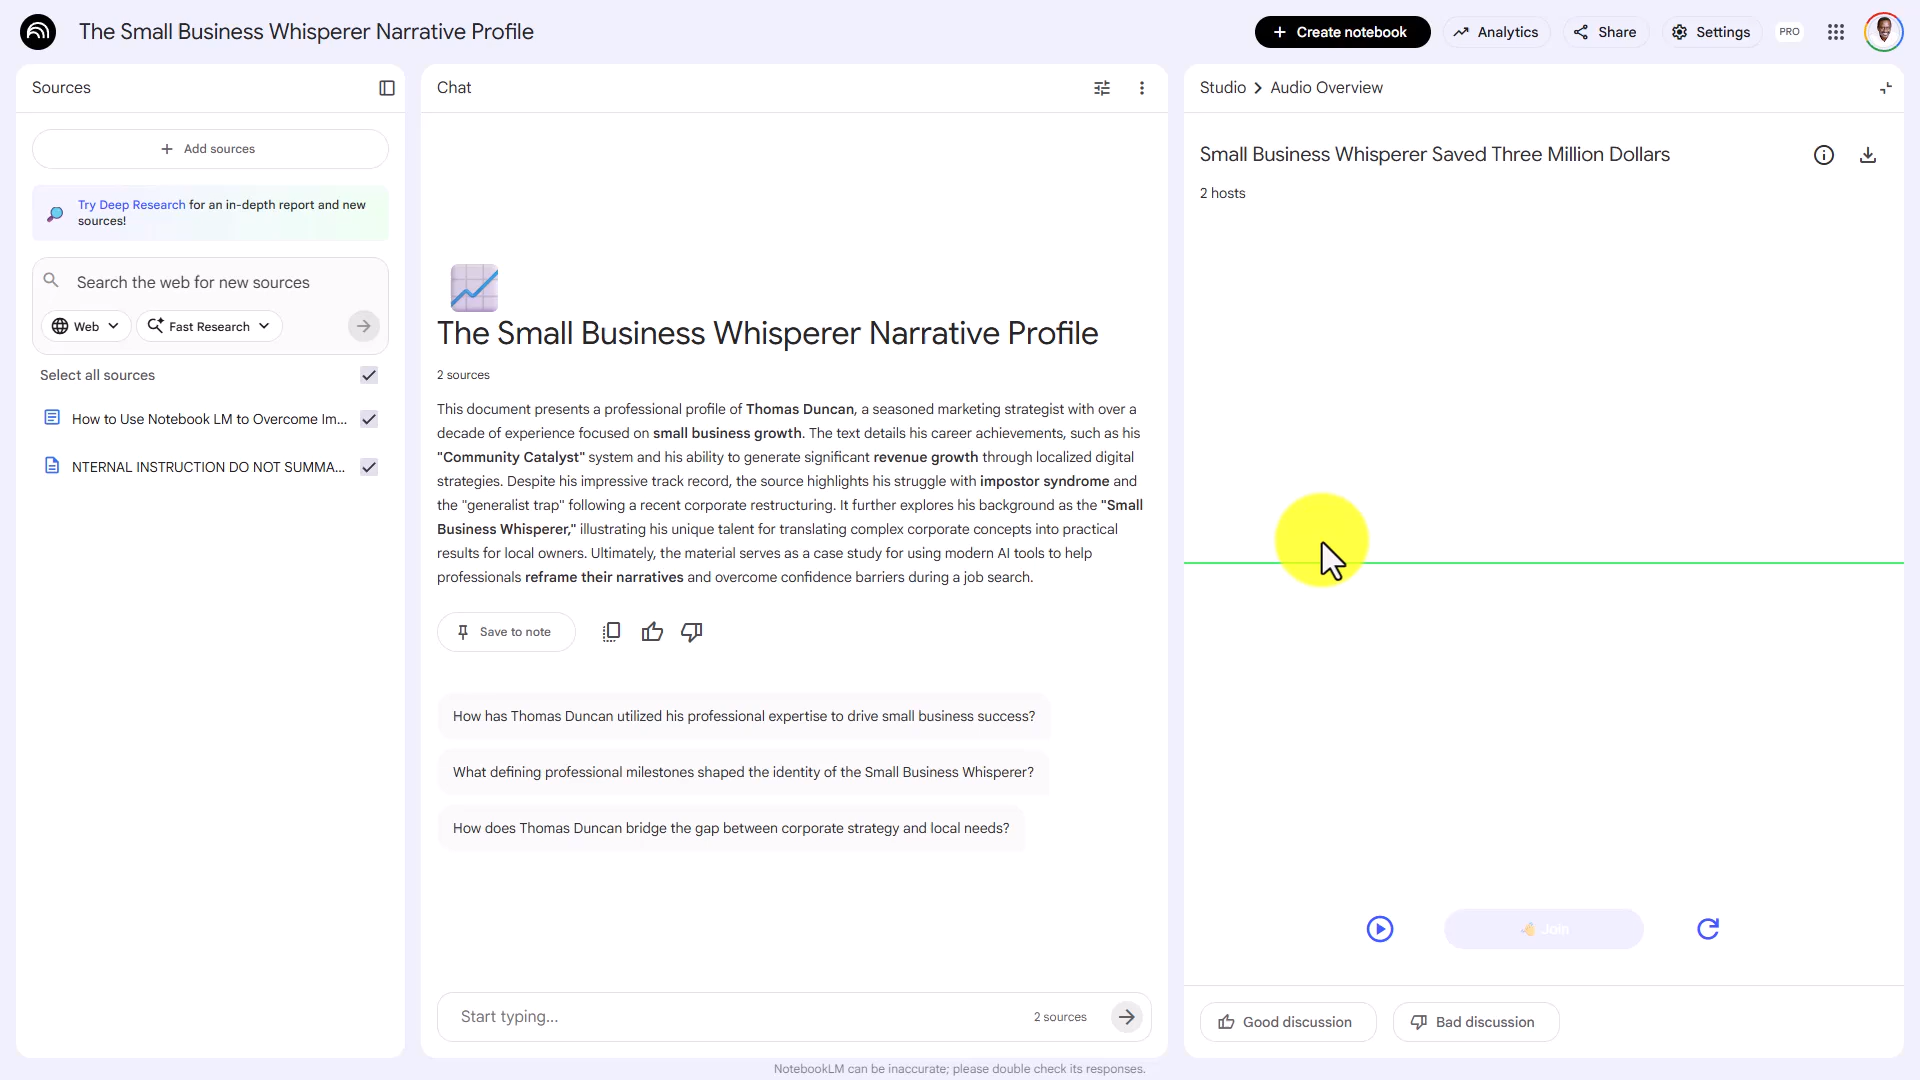 The Small Business Whisperer Narrative Profile
Create notebook
Analytics
Share
Settings
PRO
Sources
Add sources
Try Deep Research for an in-depth report and new
sources!
Search the web for new sources
Web
Fast Research
Select all sources
How to Use Notebook LM to Overcome Im...
NTERNAL INSTRUCTION DO NOT SUMMA...
Chat
The Small Business Whisperer Narrative Profile
2 sources
This document presents a professional profile of Thomas Duncan, a seasoned marketing strategist with over a
decade of experience focused on small business growth. The text details his career achievements, such as his
"Community Catalyst" system and his ability to generate significant revenue growth through localized digital
strategies. Despite his impressive track record, the source highlights his struggle with impostor syndrome and
the "generalist trap" following a recent corporate restructuring. It further explores his background as the "Small
Business Whisperer," illustrating his unique talent for translating complex corporate concepts into practical
results for local owners. Ultimately, the material serves as a case study for using modern AI tools to help
professionals reframe their narratives and overcome confidence barriers during a job search.
Save to note
How has Thomas Duncan utilized his professional expertise to drive small business success?
What defining professional milestones shaped the identity of the Small Business Whisperer?
How does Thomas Duncan bridge the gap between corporate strategy and local needs?
Start typing...
2 sources
Studio > Audio Overview
Small Business Whisperer Saved Three Million Dollars
2 hosts
Join
Good discussion
Bad discussion
NotebookLM can be inaccurate; please double check its responses.